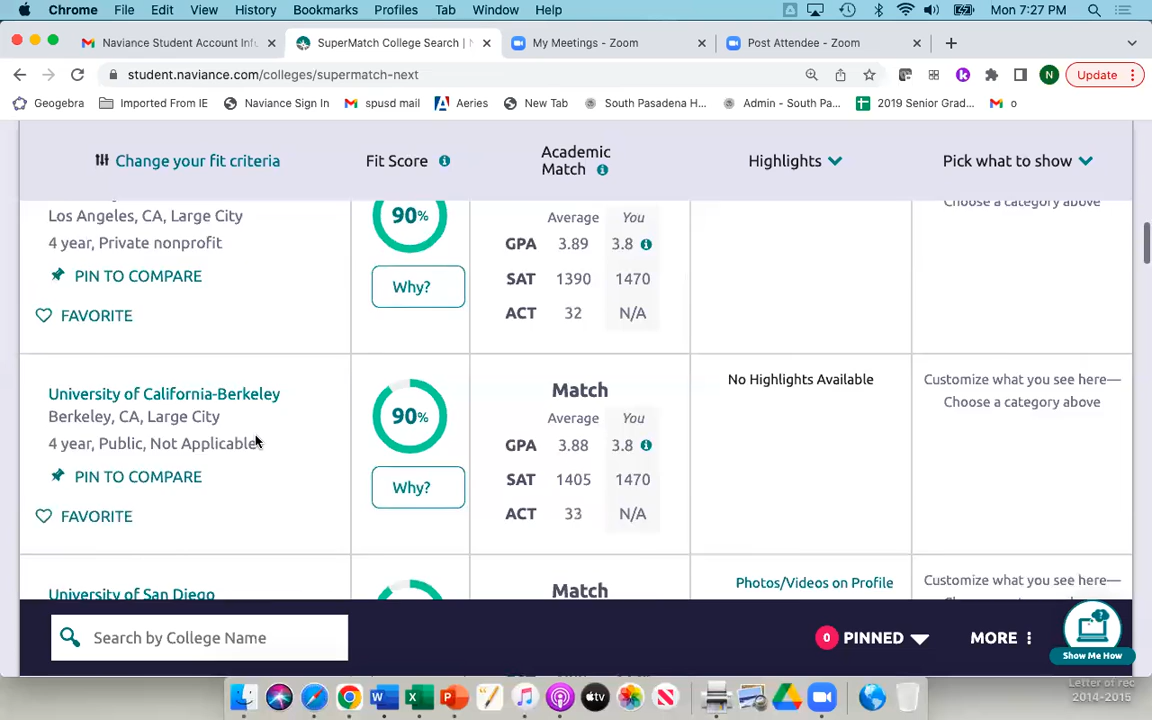 Chrome File Edit View History Bookmarks Profiles Tab Window Help Mon 7:27 PM
Naviance Student Account Inf SuperMatch College Search | N My Meetings - Zoom Post Attendee - Zoom
student.naviance.com/colleges/supermatch-next N Update
Geogebra Imported From IE Naviance Sign In spusd mail Aeries New Tab South Pasadena H... Admin - South Pa... 2019 Senior Grad... o
Change your fit criteria Fit Score Academic Match Highlights Pick what to show
Choose a category above
Los Angeles, CA, Large City
4 year, Private nonprofit
PIN TO COMPARE
FAVORITE
90%
Why?
Average You
GPA 3.89 3.8
SAT 1390 1470
ACT 32 N/A
University of California-Berkeley
Berkeley, CA, Large City
4 year, Public, Not Applicable
PIN TO COMPARE
FAVORITE
90%
Why?
Match
Average You
GPA 3.88 3.8
SAT 1405 1470
ACT 33 N/A
No Highlights Available
Customize what you see here—
Choose a category above
University of San Diego
Match
Photos/Videos on Profile
Customize what you see here—
Search by College Name 0 PINNED MORE
Show Me How
Letter of rec
2014-2015